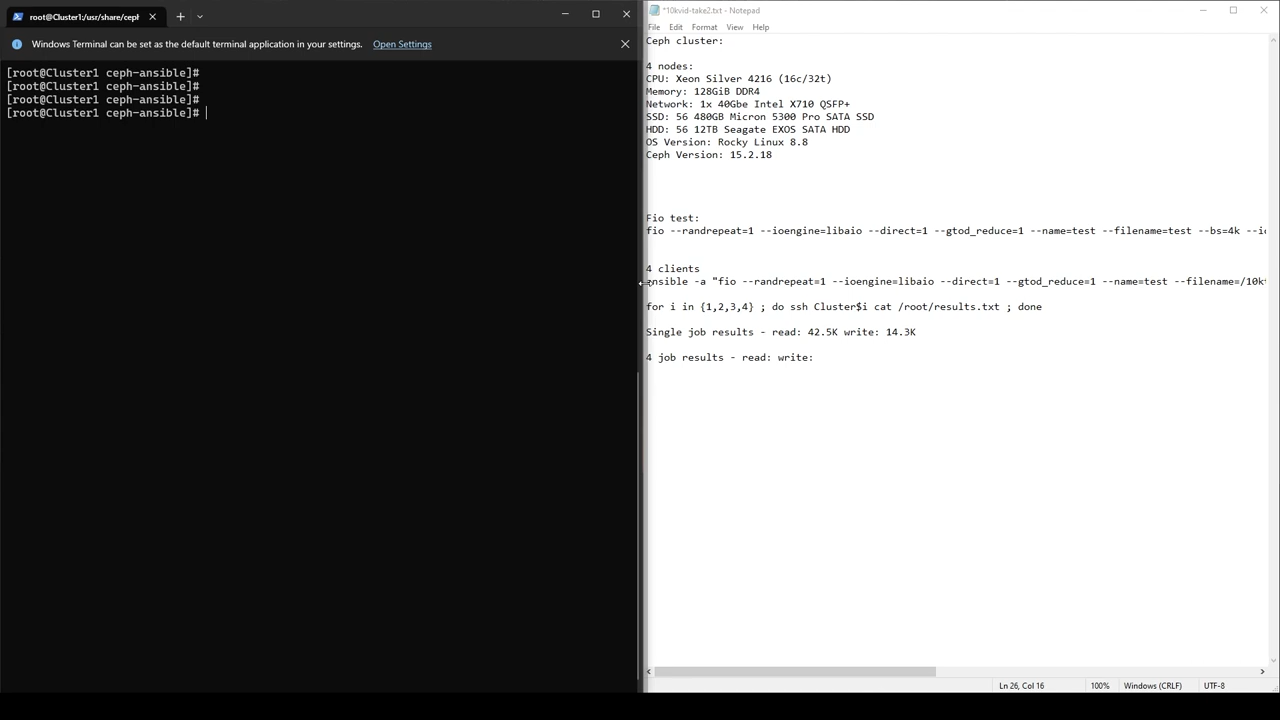 root@Cluster1:/usr/share/cepl
Windows Terminal can be set as the default terminal application in your settings. Open Settings
[root@Cluster1 ceph-ansible]#
[root@Cluster1 ceph-ansible]#
[root@Cluster1 ceph-ansible]#
[root@Cluster1 ceph-ansible]#
*10kvid-take2.txt - Notepad
File Edit Format View Help
Ceph cluster:
4 nodes:
CPU: Xeon Silver 4216 (16c/32t)
Memory: 128GiB DDR4
Network: 1x 40Gbe Intel X710 QSFP+
SSD: 56 480GB Micron 5300 Pro SATA SSD
HDD: 56 12TB Seagate EXOS SATA HDD
OS Version: Rocky Linux 8.8
Ceph Version: 15.2.18
Fio test:
fio --randrepeat=1 --ioengine=libaio --direct=1 --gtod_reduce=1 --name=test --filename=test --bs=4k --i
4 clients
ansible -a "fio --randrepeat=1 --ioengine=libaio --direct=1 --gtod_reduce=1 --name=test --filename=/10k
for i in {1,2,3,4} ; do ssh Cluster$i cat /root/results.txt ; done
Single job results - read: 42.5K write: 14.3K
4 job results - read: write:
Ln 26, Col 16 100% Windows (CRLF) UTF-8